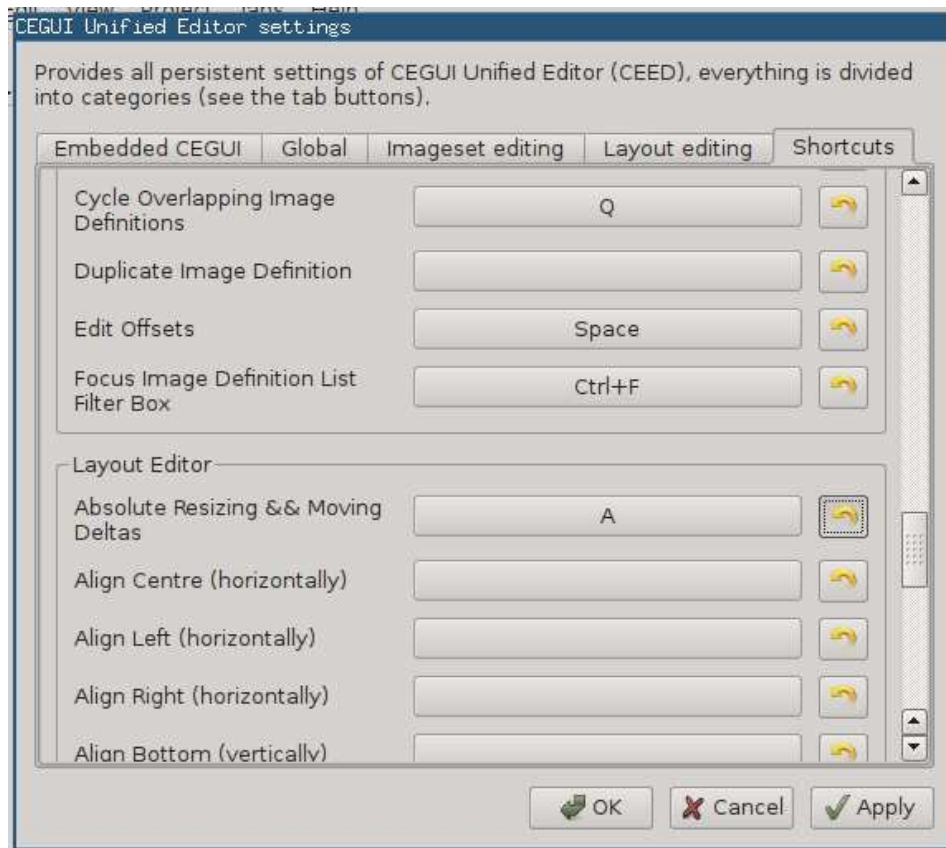 CEGUI Unified Editor settings
Provides all persistent settings of CEGUI Unified Editor (CEED), everything is divided
into categories (see the tab buttons).
Embedded CEGUI
Global
Imageset editing
Layout editing
Shortcuts
Cycle Overlapping Image
Definitions
Q
Duplicate Image Definition
Edit Offsets
Space
Focus Image Definition List
Filter Box
Ctrl+F
Layout Editor
Absolute Resizing && Moving
Deltas
A
Align Centre (horizontally)
Align Left (horizontally)
Align Right (horizontally)
Align Bottom (vertically)
OK
Cancel
Apply